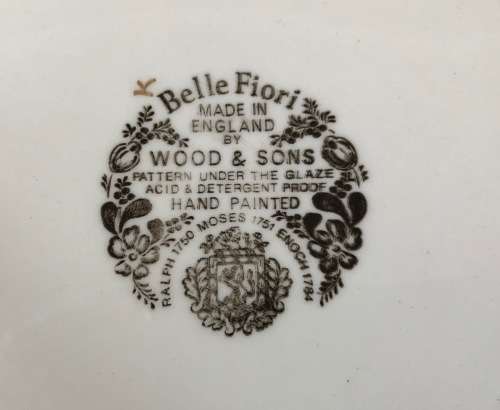 K
Belle Fiori
MADE IN
ENGLAND
BY
WOOD & SONS
PATTERN UNDER THE GLAZE
ACID & DETERGENT PROOF
HAND PAINTED
RALPH 1750 MOSES 1751 ENOCH 1784